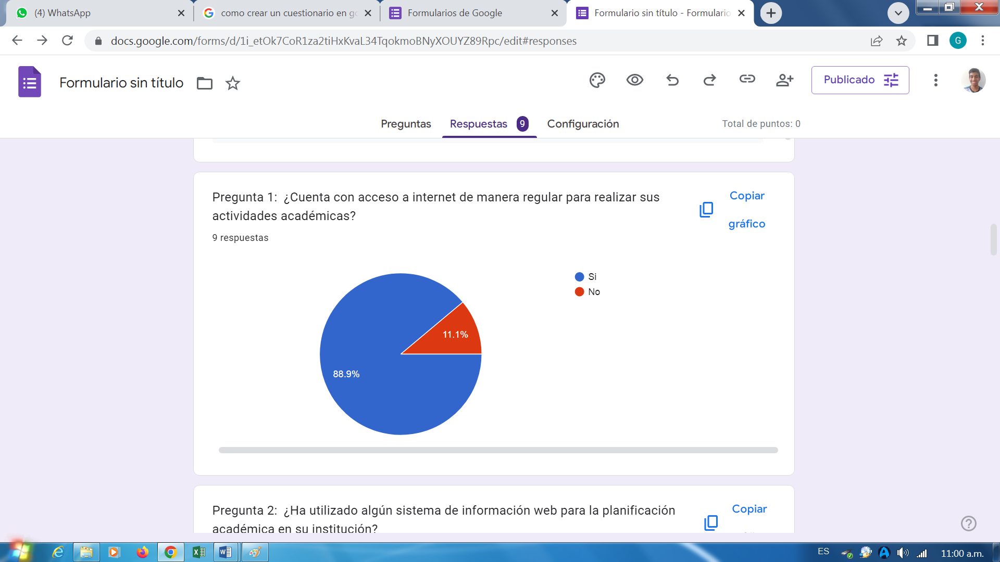 (4) WhatsApp
como crear un cuestionario en go
Formularios de Google
Formulario sin título - Formulario
docs.google.com/forms/d/1i_etOk7CoR1za2tiHxKvaL34TqokmoBNyXOUYZ89Rpc/edit#responses
G
Formulario sin título
Publicado
Preguntas
Respuestas 9
Configuración
Total de puntos: 0
Pregunta 1: ¿Cuenta con acceso a internet de manera regular para realizar sus
actividades académicas?
Copiar
gráfico
9 respuestas
Si
No
11.1%
88.9%
Pregunta 2: ¿Ha utilizado algún sistema de información web para la planificación
académica en su institución?
Copiar
ES
11:00 a.m.